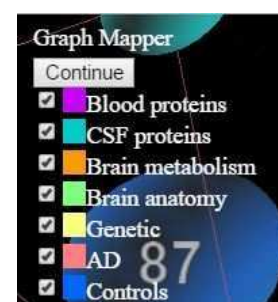 Graph Mapper
Continue
Blood proteins
CSF proteins
Brain metabolism
Brain anatomy
Genetic
AD
87
Controls